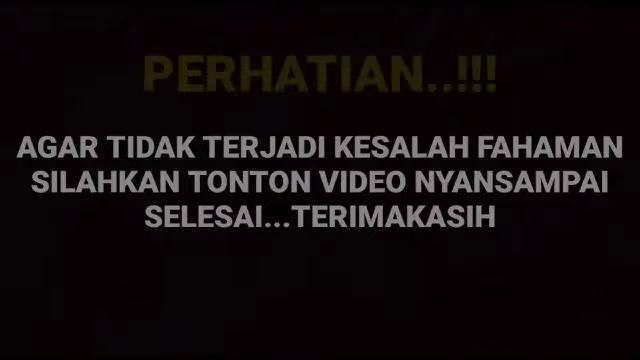 PERHATIAN..!!!
AGAR TIDAK TERJADI KESALAH FAHAMAN
SILAHKAN TONTON VIDEO NYANSAMPAI
SELESAI...TERIMAKASIH